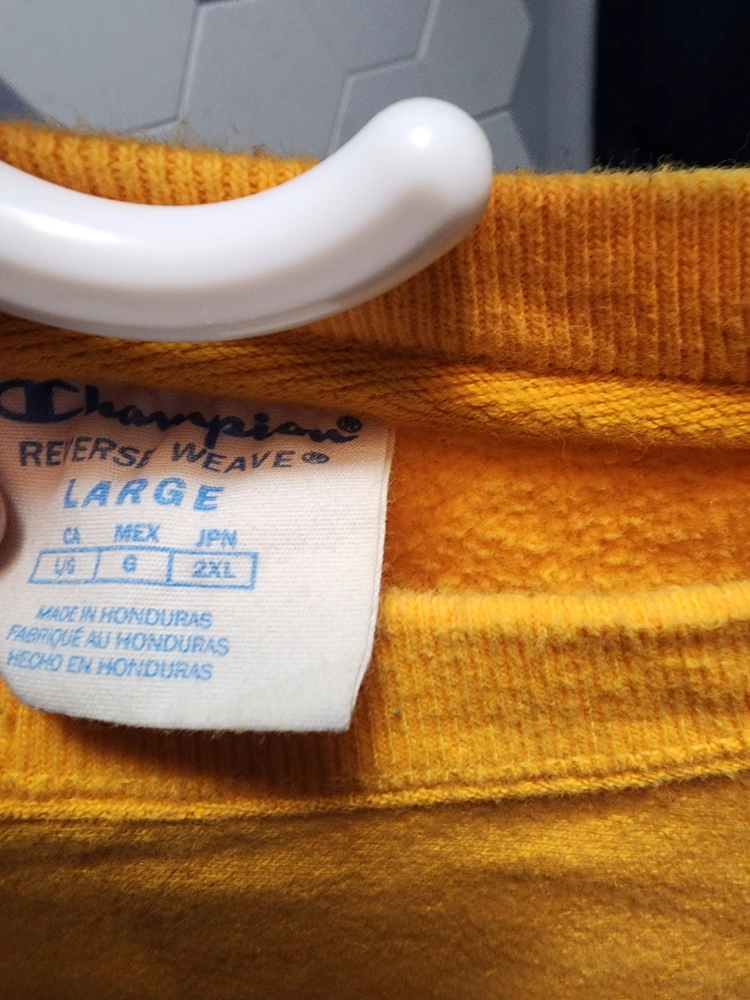 Champion®
REVERSE WEAVE®
LARGE
CA MEX JPN
L/G G 2XL
MADE IN HONDURAS
FABRIQUÉ AU HONDURAS
HECHO EN HONDURAS